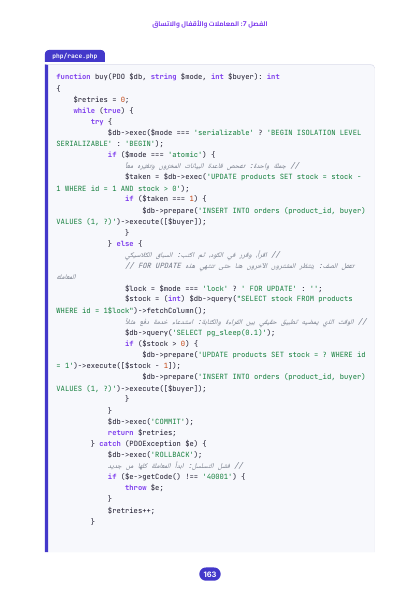 الفصل 7: المعاملات والأقفال والاتساق
php/race.php
function buy(PDO $db, string $mode, int $buyer): int
{
$retries = 0;
while (true) {
try {
$db->exec($mode === 'serializable' ? 'BEGIN ISOLATION LEVEL
SERIALIZABLE' : 'BEGIN');
if ($mode === 'atomic') {
// جملة واحدة: تفحص قاعدة البيانات المخزون وتغيره معاً
$taken = $db->exec('UPDATE products SET stock = stock -
1 WHERE id = 1 AND stock > 0');
if ($taken === 1) {
$db->prepare('INSERT INTO orders (product_id, buyer)
VALUES (1, ?)')->execute([$buyer]);
}
} else {
// اقرأ، وقرر في الكود، ثم اكتب: السباق الكلاسيكي
// FOR UPDATE تقفل الصف: ينتظر المشترون الآخرون هنا حتى تنتهي هذه
المعاملة
$lock = $mode === 'lock' ? ' FOR UPDATE' : '';
$stock = (int) $db->query("SELECT stock FROM products
WHERE id = 1$lock")->fetchColumn();
// الوقت الذي يمضيه تطبيق حقيقي بين القراءة والكتابة: استدعاء خدمة دفع مثلاً
$db->query('SELECT pg_sleep(0.1)');
if ($stock > 0) {
$db->prepare('UPDATE products SET stock = ? WHERE id
= 1')->execute([$stock - 1]);
$db->prepare('INSERT INTO orders (product_id, buyer)
VALUES (1, ?)')->execute([$buyer]);
}
}
$db->exec('COMMIT');
return $retries;
} catch (PDOException $e) {
$db->exec('ROLLBACK');
// فشل التسلسل: ابدأ المعاملة كلها من جديد
if ($e->getCode() !== '40001') {
throw $e;
}
$retries++;
}
163